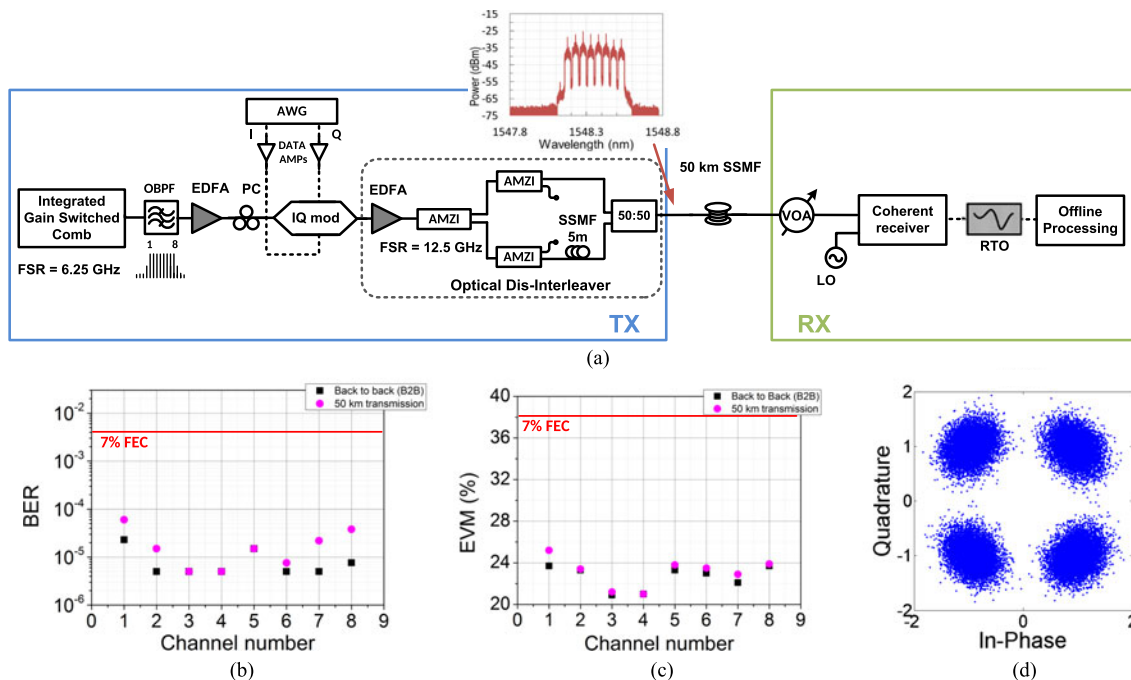 (a)
-15
-25
-35
-45
-55
-65
-75
Power (dBm)
1547.8 1548.3 1548.8
Wavelength (nm)
AWG
I Q
DATA
AMPs
OBPF
EDFA
PC
Integrated
Gain Switched
Comb
1 8
FSR = 6.25 GHz
IQ mod
EDFA
AMZI
FSR = 12.5 GHz
AMZI
AMZI
SSMF
5m
50:50
Optical Dis-Interleaver
TX
50 km SSMF
RX
VOA
LO
Coherent
receiver
RTO
Offline
Processing
(a)
BER
10-2
10-3
10-4
10-5
10-6
Back to back (B2B)
50 km transmission
7% FEC
0 1 2 3 4 5 6 7 8 9
Channel number
(b)
EVM (%)
40
36
32
28
24
20
Back to Back (B2B)
50 km transmission
7% FEC
0 1 2 3 4 5 6 7 8 9
Channel number
(c)
Quadrature
2
1
0
-1
-2
-2 0 2
In-Phase
(d)